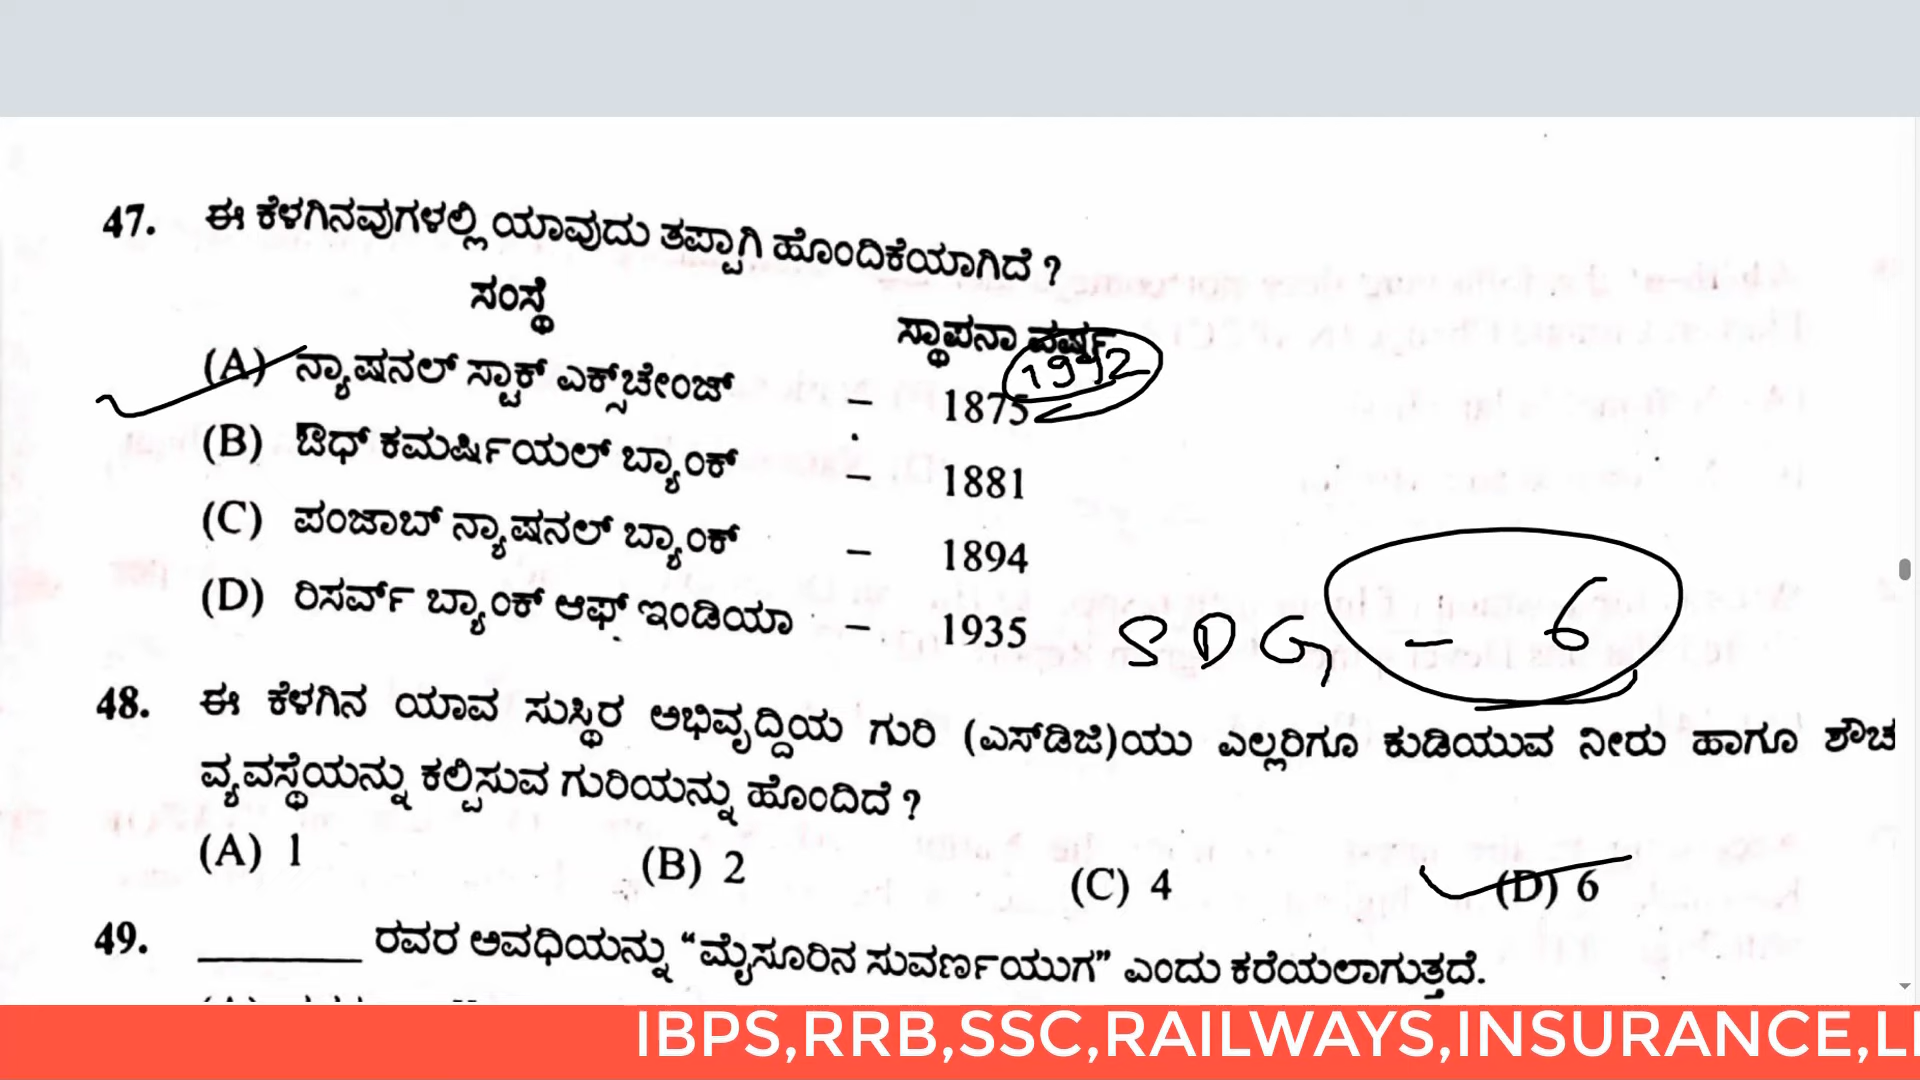 47. ಈ ಕೆಳಗಿನವುಗಳಲ್ಲಿ ಯಾವುದು ತಪ್ಪಾಗಿ ಹೊಂದಿಕೆಯಾಗಿದೆ ?
ಸಂಸ್ಥೆ ಸ್ಥಾಪನಾ ವರ್ಷ
1992
(A) ನ್ಯಾಷನಲ್ ಸ್ಟಾಕ್ ಎಕ್ಸ್‌ಚೇಂಜ್ – 1875
(B) ಔಧ್ ಕಮರ್ಷಿಯಲ್ ಬ್ಯಾಂಕ್ – 1881
(C) ಪಂಜಾಬ್ ನ್ಯಾಷನಲ್ ಬ್ಯಾಂಕ್ – 1894
(D) ರಿಸರ್ವ್ ಬ್ಯಾಂಕ್ ಆಫ್ ಇಂಡಿಯಾ – 1935
SDG – 6
48. ಈ ಕೆಳಗಿನ ಯಾವ ಸುಸ್ಥಿರ ಅಭಿವೃದ್ಧಿಯ ಗುರಿ (ಎಸ್‌ಡಿಜಿ)ಯು ಎಲ್ಲರಿಗೂ ಕುಡಿಯುವ ನೀರು ಹಾಗೂ ಶೌಚ
ವ್ಯವಸ್ಥೆಯನ್ನು ಕಲ್ಪಿಸುವ ಗುರಿಯನ್ನು ಹೊಂದಿದೆ ?
(A) 1 (B) 2 (C) 4 (D) 6
49. ________ ರವರ ಅವಧಿಯನ್ನು “ಮೈಸೂರಿನ ಸುವರ್ಣಯುಗ” ಎಂದು ಕರೆಯಲಾಗುತ್ತದೆ.
IBPS,RRB,SSC,RAILWAYS,INSURANCE,LI